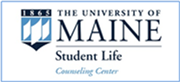 1865 THE UNIVERSITY OF
MAINE
Student Life
Counseling Center